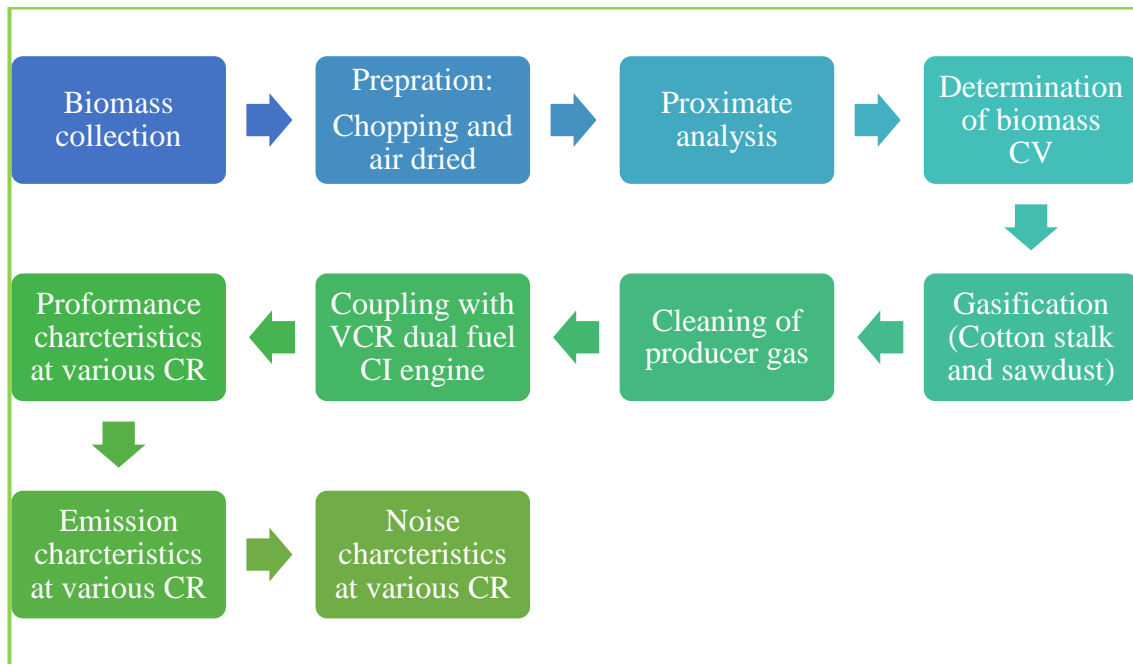 Biomass
collection
Prepration:
Chopping and
air dried
Proximate
analysis
Determination
of biomass
CV
Gasification
(Cotton stalk
and sawdust)
Cleaning of
producer gas
Coupling with
VCR dual fuel
CI engine
Proformance
charcteristics
at various CR
Emission
charcteristics
at various CR
Noise
charcteristics
at various CR